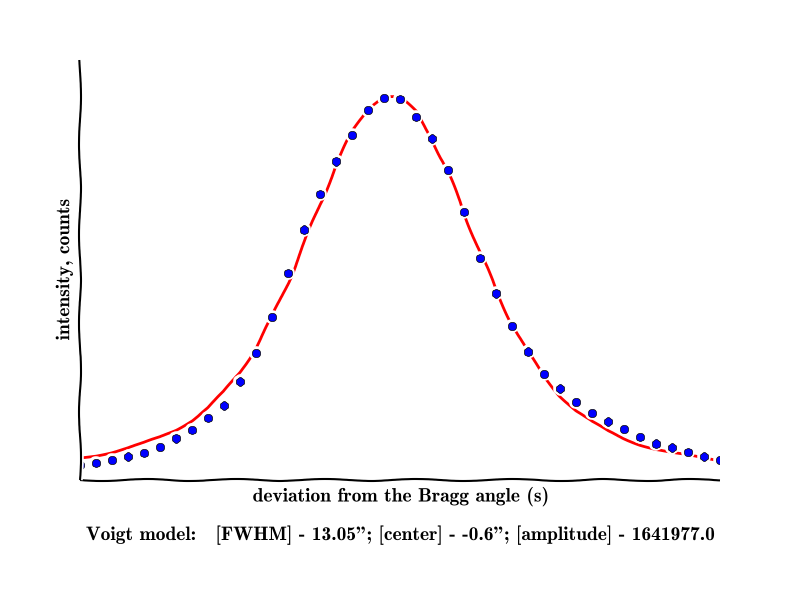 intensity, counts
deviation from the Bragg angle (s)
Voigt model: [FWHM] - 13.05”; [center] - -0.6”; [amplitude] - 1641977.0